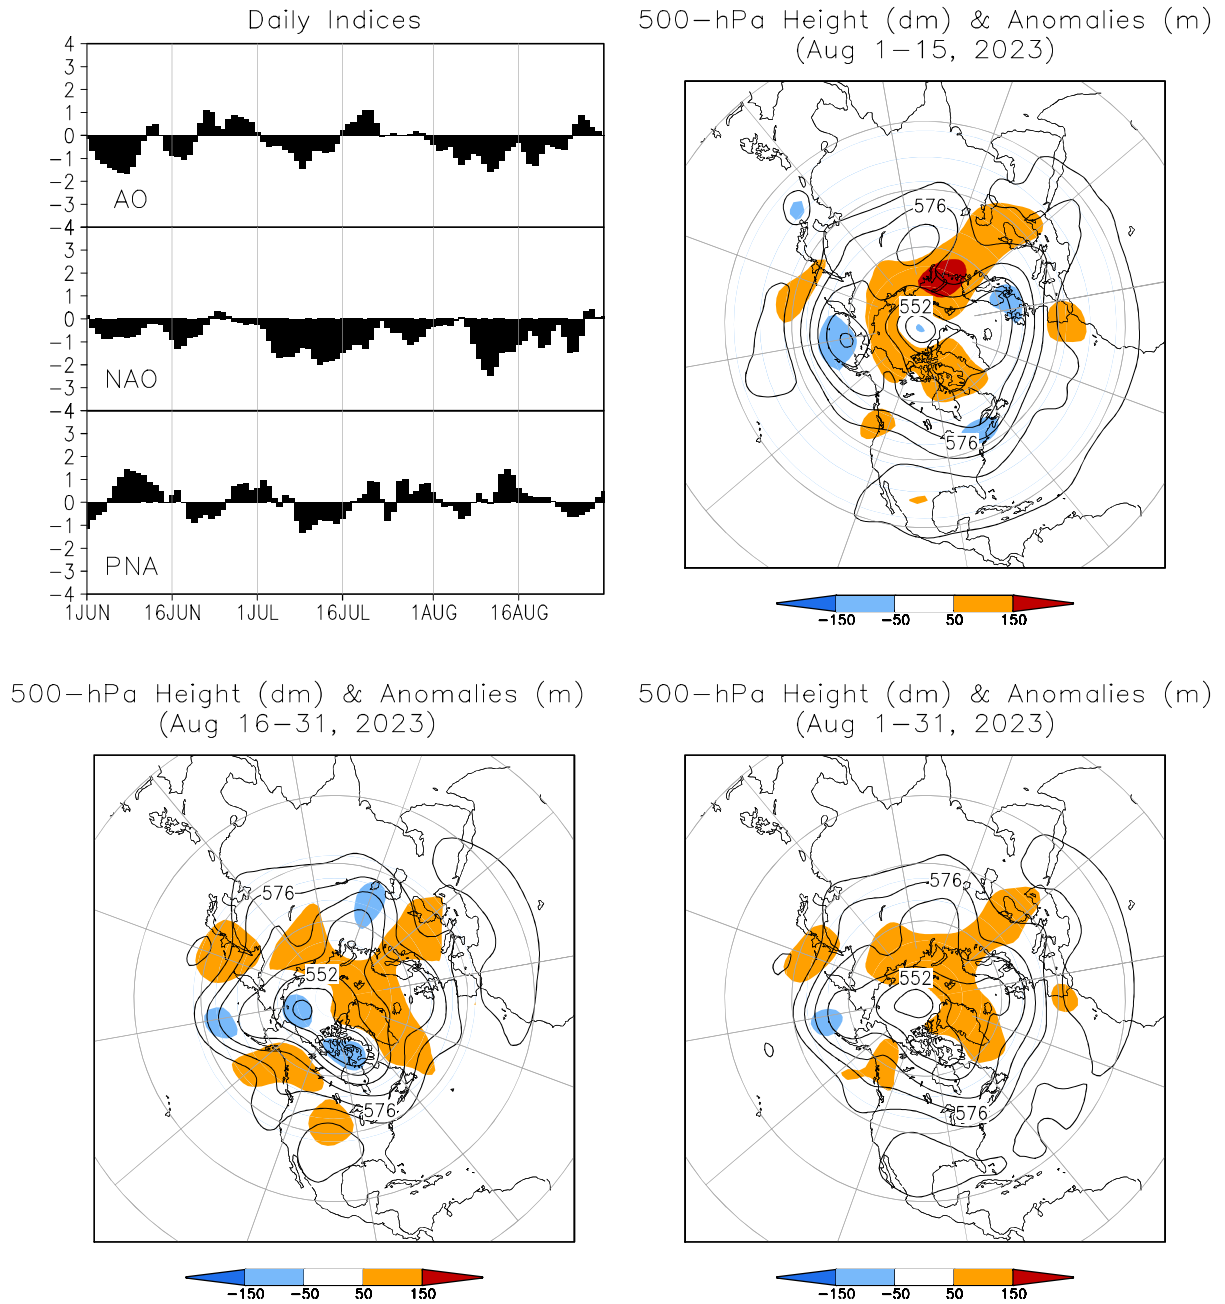 Daily Indices
4
3
2
1
0
-1
-2
-3
-4
AO
3
2
1
0
-1
-2
-3
-4
NAO
3
2
1
0
-1
-2
-3
-4
PNA
1JUN 16JUN 1JUL 16JUL 1AUG 16AUG
500-hPa Height (dm) & Anomalies (m)
(Aug 1-15, 2023)
576
552
576
-150 -50 50 150
500-hPa Height (dm) & Anomalies (m)
(Aug 16-31, 2023)
576
552
576
-150 -50 50 150
500-hPa Height (dm) & Anomalies (m)
(Aug 1-31, 2023)
576
552
576
-150 -50 50 150